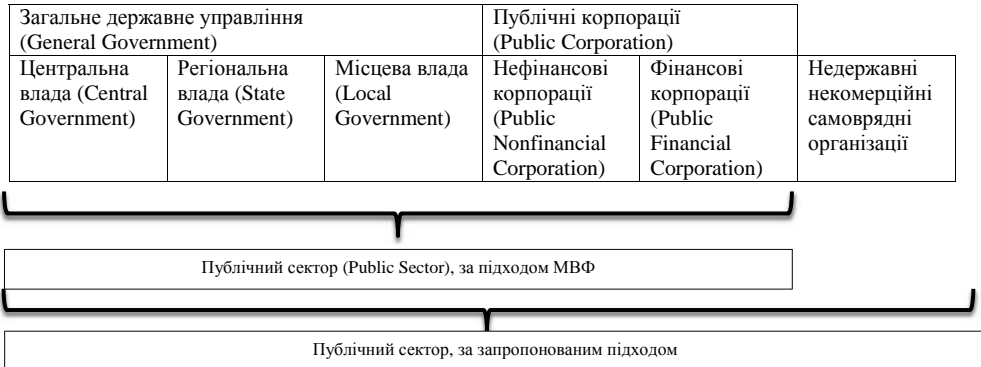 Загальне державне управління
(General Government)
Публічні корпорації
(Public Corporation)
Центральна
влада (Central
Government)
Регіональна
влада (State
Government)
Місцева влада
(Local
Government)
Нефінансові
корпорації
(Public
Nonfinancial
Corporation)
Фінансові
корпорації
(Public
Financial
Corporation)
Недержавні
некомерційні
самоврядні
організації
Публічний сектор (Public Sector), за підходом МВФ
Публічний сектор, за запропонованим підходом